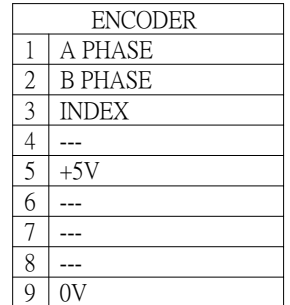 ENCODER
1 A PHASE
2 B PHASE
3 INDEX
4 ---
5 +5V
6 ---
7 ---
8 ---
9 0V